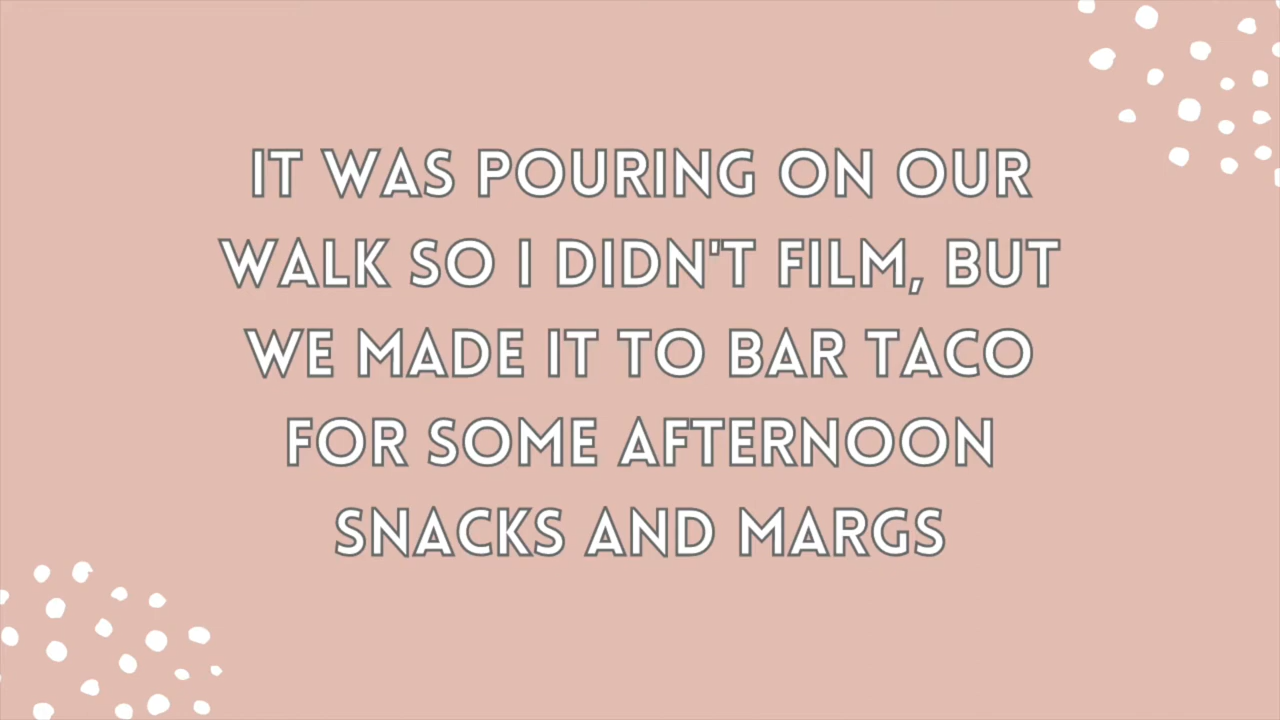 IT WAS POURING ON OUR
WALK SO I DIDN'T FILM, BUT
WE MADE IT TO BAR TACO
FOR SOME AFTERNOON
SNACKS AND MARGS